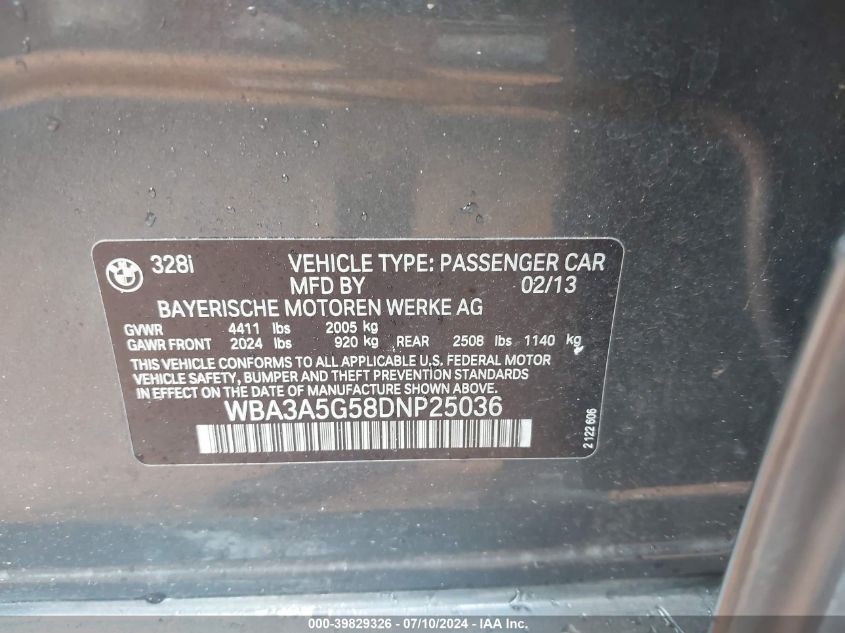 328i VEHICLE TYPE: PASSENGER CAR
MFD BY 02/13
BAYERISCHE MOTOREN WERKE AG
GVWR 4411 lbs 2005 kg
GAWR FRONT 2024 lbs 920 kg REAR 2508 lbs 1140 kg
THIS VEHICLE CONFORMS TO ALL APPLICABLE U.S. FEDERAL MOTOR
VEHICLE SAFETY, BUMPER AND THEFT PREVENTION STANDARDS
IN EFFECT ON THE DATE OF MANUFACTURE SHOWN ABOVE.
WBA3A5G58DNP25036
2 122 606
000-39829326 - 07/10/2024 - IAA Inc.